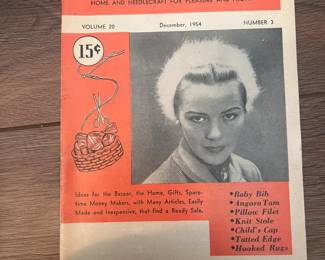 HOME AND NEEDLECRAFT FOR PLEASURE AND
VOLUME 20 December, 1954 NUMBER 3
15¢
Ideas for the Bazaar, the Home, Gifts, Spare-
time Money Makers, with Many Articles, Easily
Made and Inexpensive, that find a Ready Sale.
*Baby Bib
*Angora Tam
*Pillow Filet
*Knit Stole
*Child's Cap
*Tatted Edge
*Hooked Rugs